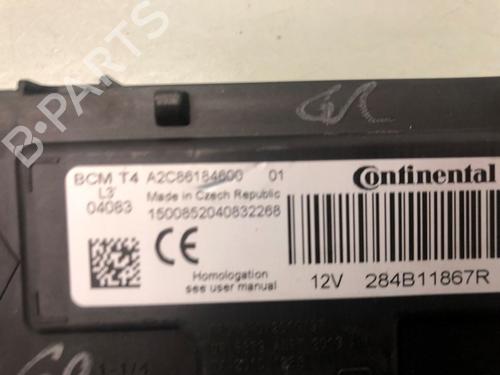 B-PARTS
BCM T4 A2C86184600 01
L3
04083
Made in Czech Republic
1500852040832268
Continental
CE
Homologation
see user manual
12V 284B11867R